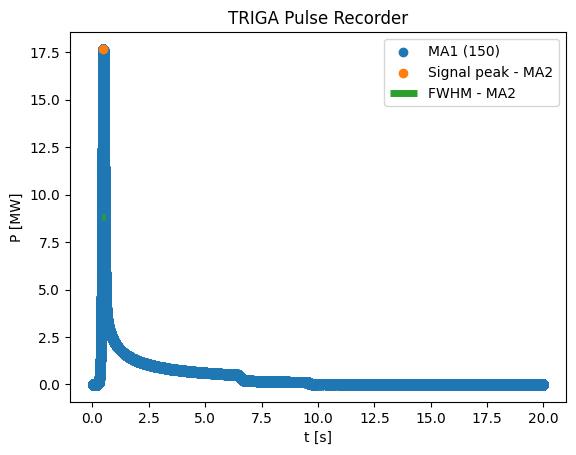 TRIGA Pulse Recorder
MA1 (150)
Signal peak - MA2
FWHM - MA2
P [MW]
17.5
15.0
12.5
10.0
7.5
5.0
2.5
0.0
0.0 2.5 5.0 7.5 10.0 12.5 15.0 17.5 20.0
t [s]